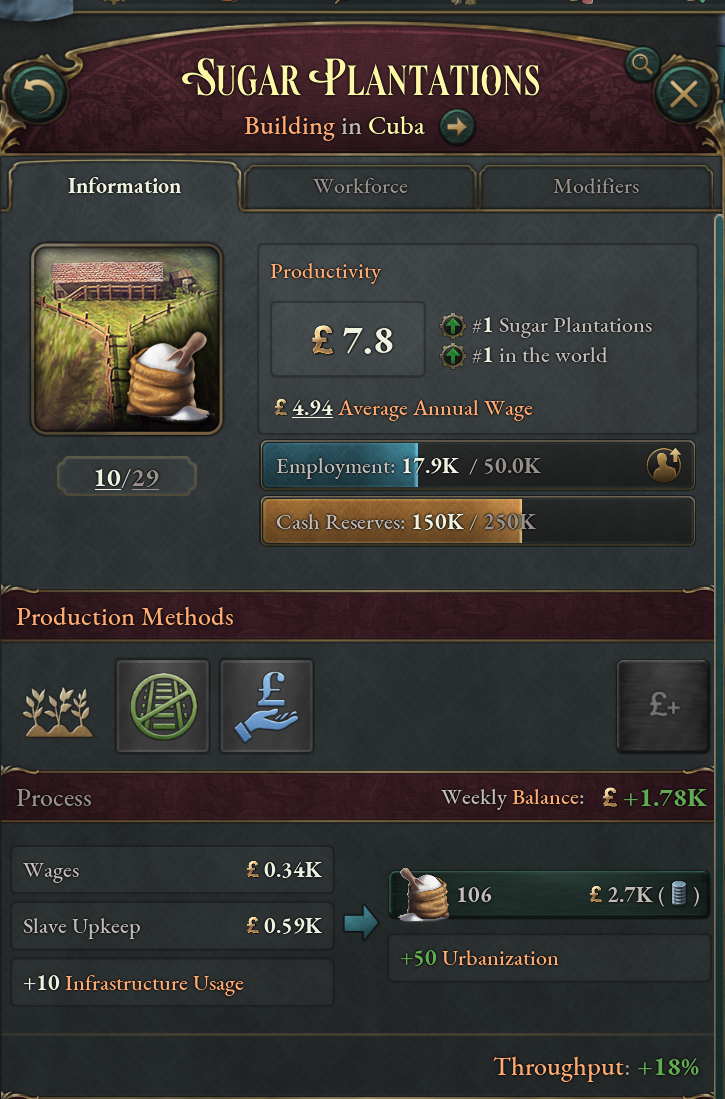 SUGAR PLANTATIONS
Building in Cuba
Information
Workforce
Modifiers
Productivity
£ 7.8
#1 Sugar Plantations
#1 in the world
£ 4.94 Average Annual Wage
10/29
Employment: 17.9K / 50.0K
Cash Reserves: 150K / 250K
Production Methods
£
£+
Process
Weekly Balance: £ +1.78K
Wages £ 0.34K
Slave Upkeep £ 0.59K
+10 Infrastructure Usage
106 £ 2.7K ( )
+50 Urbanization
Throughput: +18%